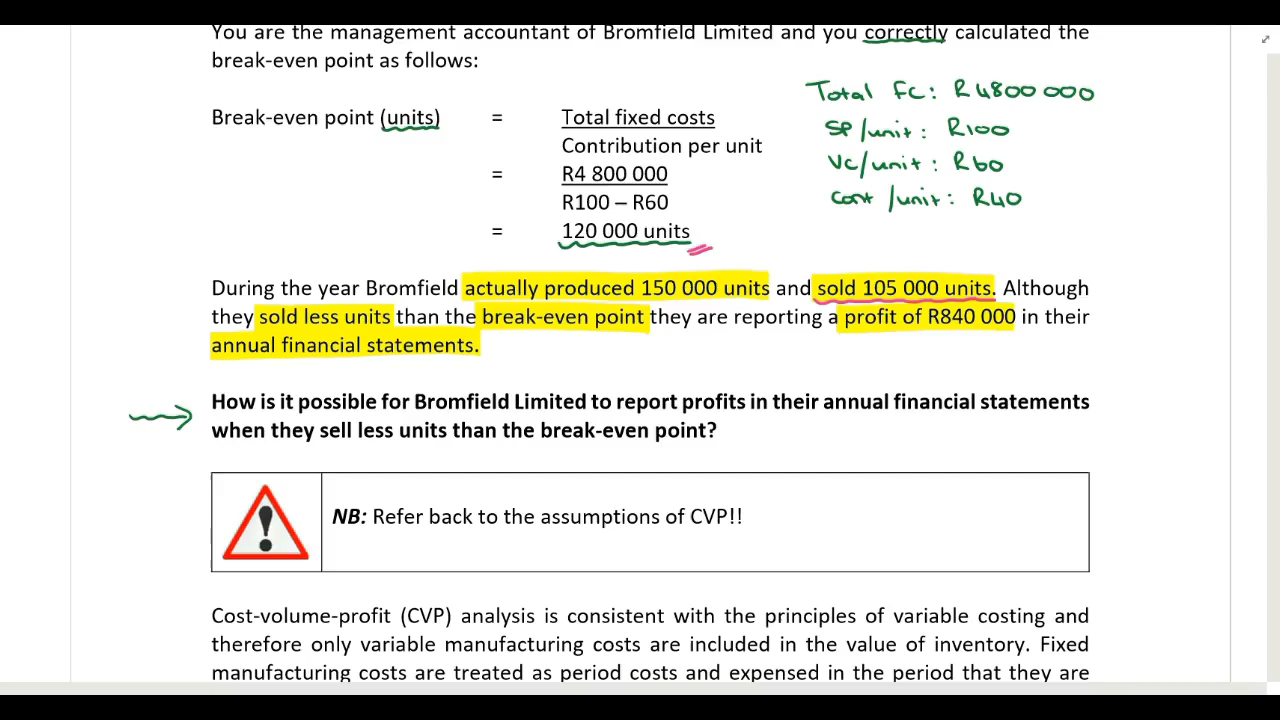 You are the management accountant of Bromfield Limited and you correctly calculated the
break-even point as follows:
Total FC: R4800 000
Break-even point (units) = Total fixed costs
SP/unit: R100
Contribution per unit
VC/unit: R60
= R4 800 000
R100 – R60
Cont/unit: R40
= 120 000 units
During the year Bromfield actually produced 150 000 units and sold 105 000 units. Although
they sold less units than the break-even point they are reporting a profit of R840 000 in their
annual financial statements.
How is it possible for Bromfield Limited to report profits in their annual financial statements
when they sell less units than the break-even point?
NB: Refer back to the assumptions of CVP!!
Cost-volume-profit (CVP) analysis is consistent with the principles of variable costing and
therefore only variable manufacturing costs are included in the value of inventory. Fixed
manufacturing costs are treated as period costs and expensed in the period that they are